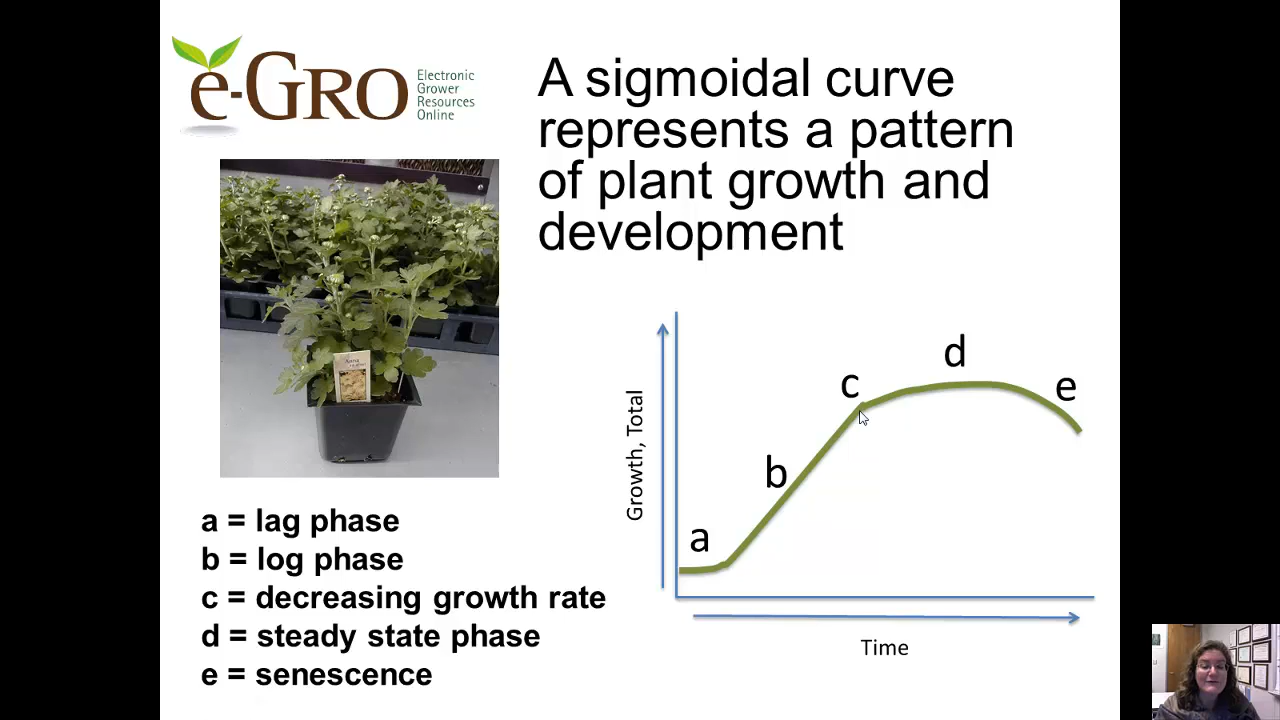 e-GRO
Electronic
Grower
Resources
Online
A sigmoidal curve
represents a pattern
of plant growth and
development
a = lag phase
b = log phase
c = decreasing growth rate
d = steady state phase
e = senescence
Growth, Total
a
b
c
d
e
Time